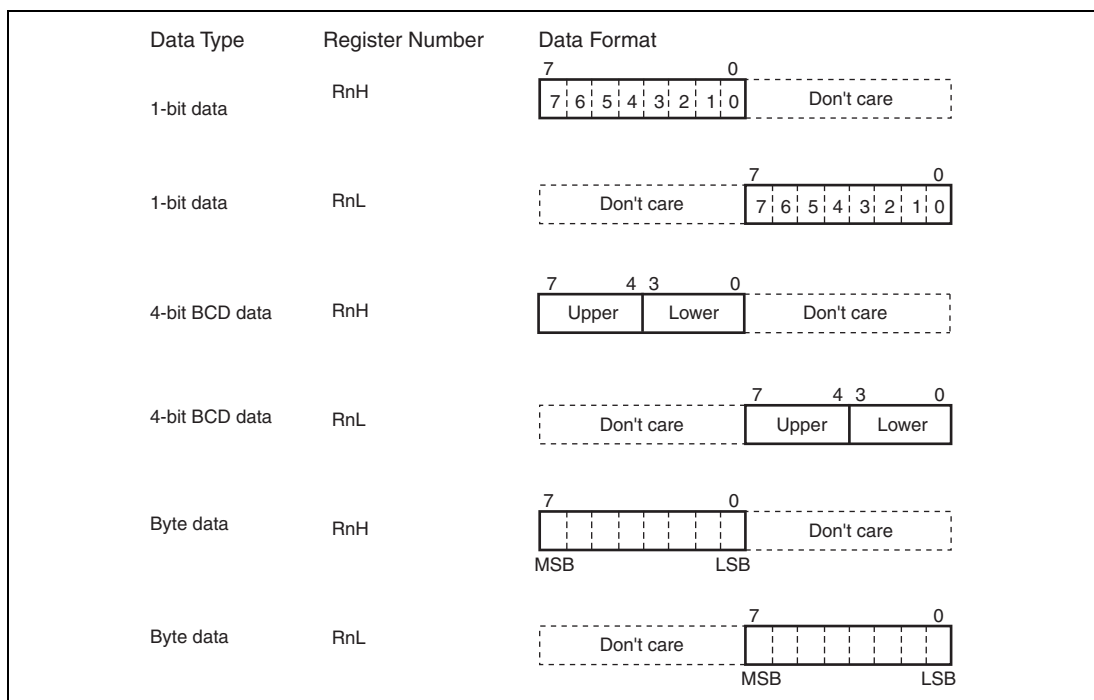 Data Type Register Number Data Format
7 0
1-bit data RnH 7 6 5 4 3 2 1 0 Don't care
7 0
1-bit data RnL Don't care 7 6 5 4 3 2 1 0
7 4 3 0
4-bit BCD data RnH Upper Lower Don't care
7 4 3 0
4-bit BCD data RnL Don't care Upper Lower
7 0
Byte data RnH Don't care
MSB LSB
7 0
Byte data RnL Don't care
MSB LSB